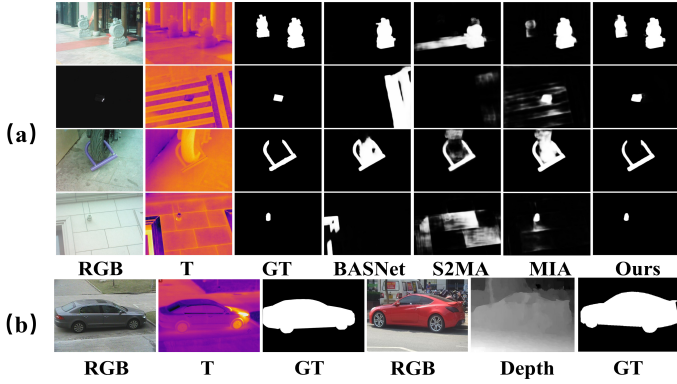 (a)
RGB T GT BASNet S2MA MIA Ours
(b)
RGB T GT RGB Depth GT